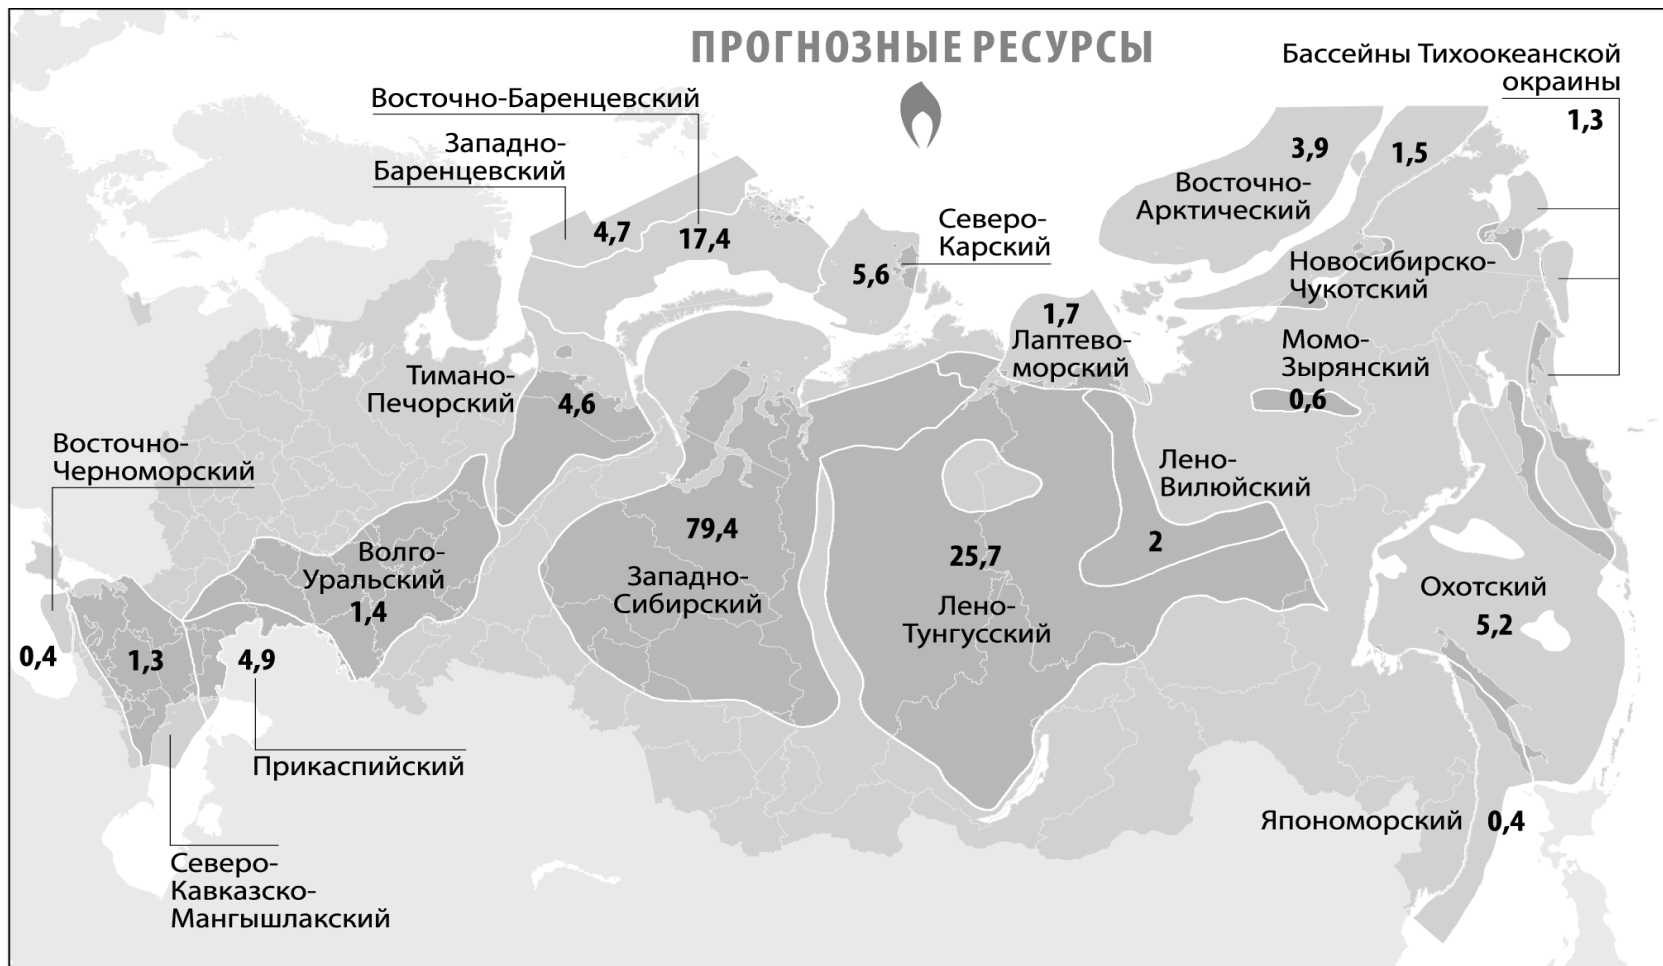 ПРОГНОЗНЫЕ РЕСУРСЫ
Бассейны Тихоокеанской
окраины
1,3
Восточно-Баренцевский
Западно-
Баренцевский
4,7
17,4
Северо-
Карский
5,6
3,9
Восточно-
Арктический
1,5
Новосибирско-
Чукотский
1,7
Лаптево-
морский
Момо-
Зырянский
0,6
Тимано-
Печорский
4,6
Восточно-
Черноморский
0,4
Лено-
Вилюйский
2
79,4
Западно-
Сибирский
25,7
Лено-
Тунгусский
Волго-
Уральский
1,4
Охотский
5,2
1,3
4,9
Прикаспийский
Северо-
Кавказско-
Мангышлакский
Япономорский
0,4